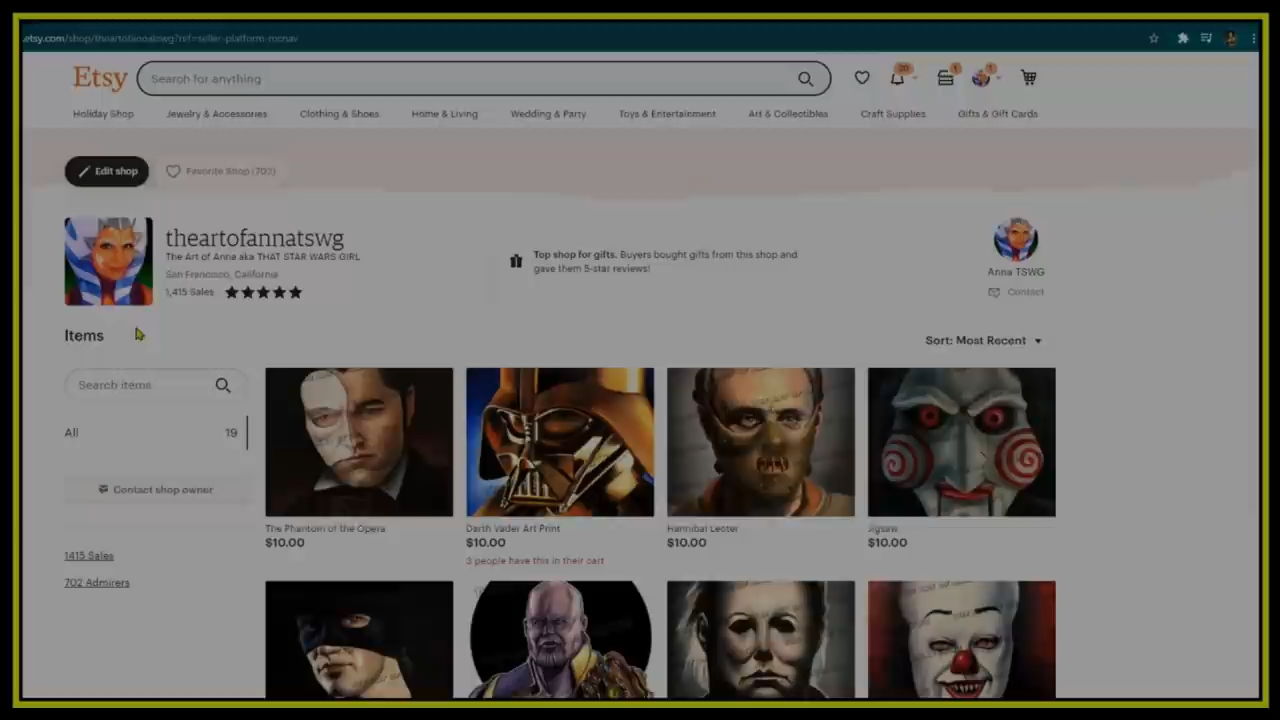 etsy.com/shop/theartofannatswg?ref=seller-platform-mcnav
Etsy
Search for anything
20
1
1
Holiday Shop
Jewelry & Accessories
Clothing & Shoes
Home & Living
Wedding & Party
Toys & Entertainment
Art & Collectibles
Craft Supplies
Gifts & Gift Cards
Edit shop
Favorite Shop (702)
theartofannatswg
The Art of Anna aka THAT STAR WARS GIRL
San Francisco, California
1,415 Sales
Top shop for gifts. Buyers bought gifts from this shop and
gave them 5-star reviews!
Anna TSWG
Contact
Items
Sort: Most Recent
Search items
All
19
Contact shop owner
1415 Sales
702 Admirers
The Phantom of the Opera
$10.00
Darth Vader Art Print
$10.00
3 people have this in their cart
Hannibal Lecter
$10.00
Jigsaw
$10.00